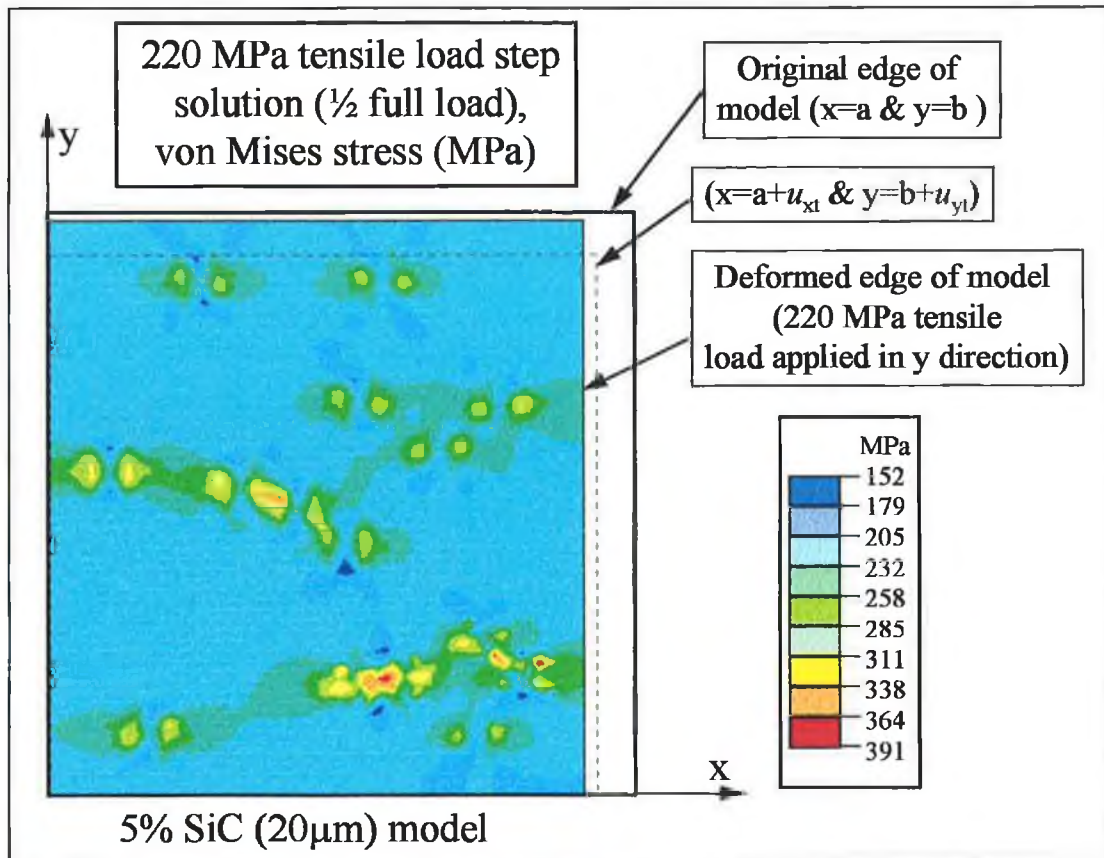 220 MPa tensile load step
solution (½ full load),
von Mises stress (MPa)
Original edge of
model (x=a & y=b )
y
(x=a+uxt & y=b+uyt)
Deformed edge of model
(220 MPa tensile
load applied in y direction)
MPa
152
179
205
232
258
285
311
338
364
391
x
5% SiC (20µm) model